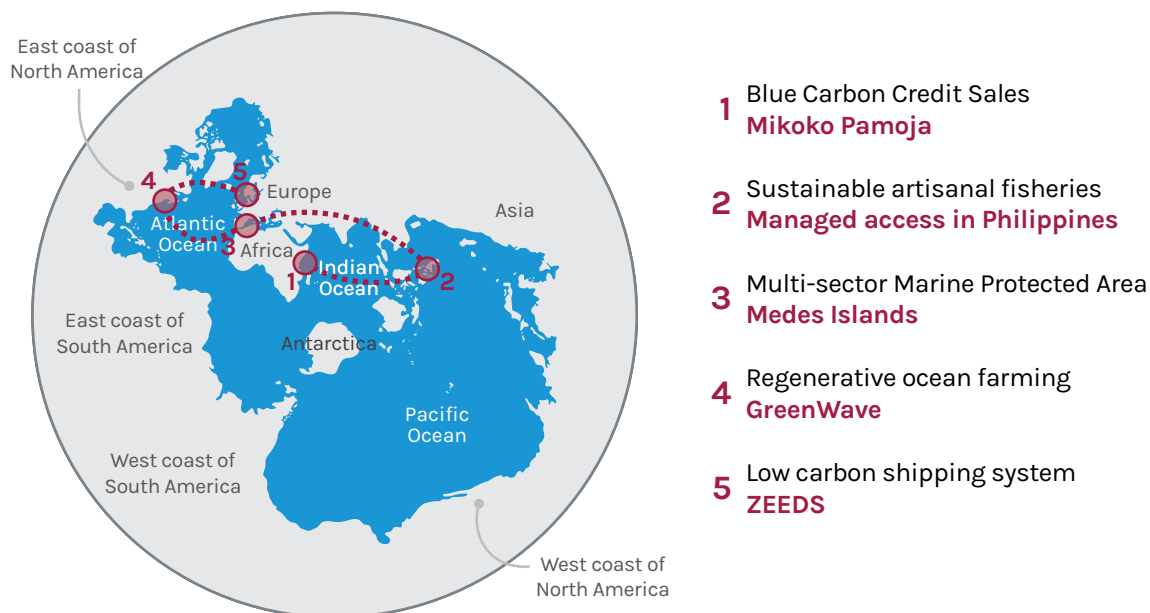 East coast of
North America
4
5
Europe
Asia
Atlantic
Ocean
3
Africa
1
Indian
Ocean
2
East coast of
South America
Antarctica
Pacific
Ocean
West coast of
South America
West coast of
North America
1
Blue Carbon Credit Sales
Mikoko Pamoja
2
Sustainable artisanal fisheries
Managed access in Philippines
3
Multi-sector Marine Protected Area
Medes Islands
4
Regenerative ocean farming
GreenWave
5
Low carbon shipping system
ZEEDS